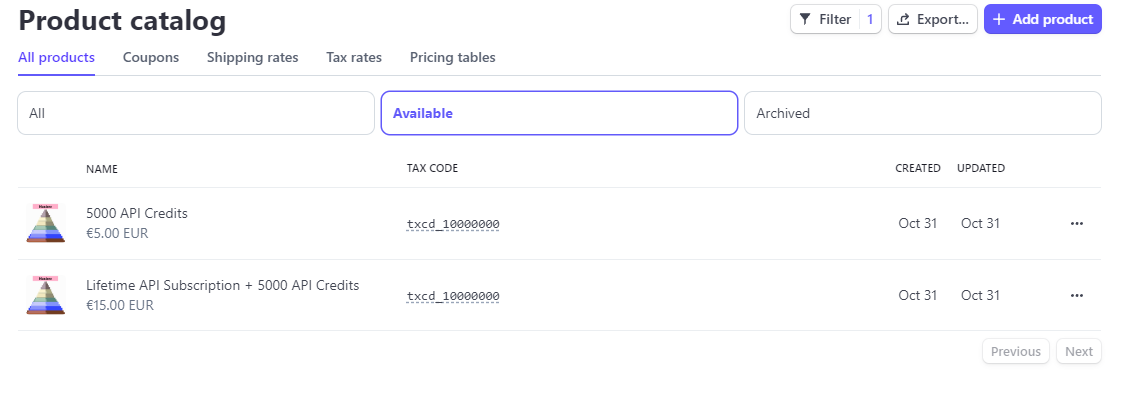 Product catalog
Filter 1
Export...
Add product
All products Coupons Shipping rates Tax rates Pricing tables
All Available Archived
NAME TAX CODE CREATED UPDATED
5000 API Credits
€5.00 EUR
txcd_10000000 Oct 31 Oct 31
Lifetime API Subscription + 5000 API Credits
€15.00 EUR
txcd_10000000 Oct 31 Oct 31
Previous Next